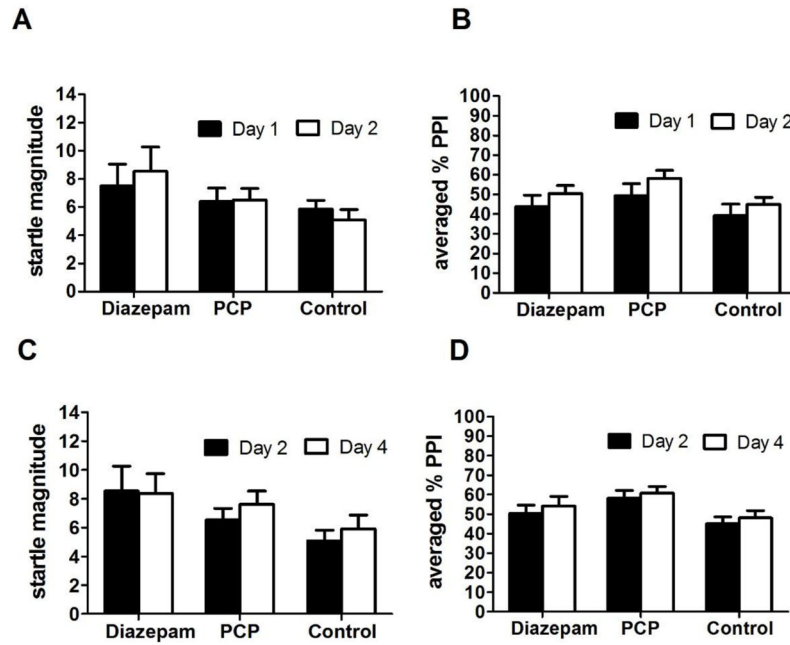 A
startle magnitude
14
12
10
8
6
4
2
0
Day 1 Day 2
Diazepam PCP Control
B
averaged % PPI
100
90
80
70
60
50
40
30
20
10
0
Day 1 Day 2
Diazepam PCP Control
C
startle magnitude
14
12
10
8
6
4
2
0
Day 2 Day 4
Diazepam PCP Control
D
averaged % PPI
100
90
80
70
60
50
40
30
20
10
0
Day 2 Day 4
Diazepam PCP Control